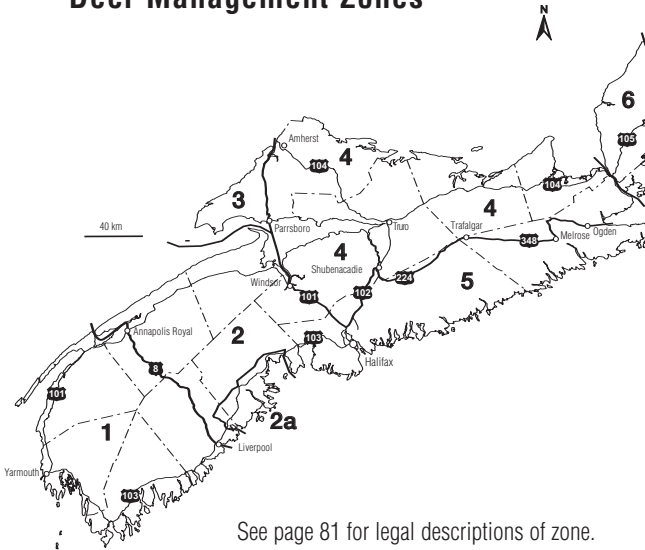 Deer Management Zones
N
6
105
Amherst
104
4
104
3
4
40 km
Parrsboro
Truro
Trafalgar
348
Melrose
Ogden
4
Shubenacadie
224
5
Windsor
101
102
Annapolis Royal
2
103
Halifax
8
101
2a
1
Liverpool
Yarmouth
103
See page 81 for legal descriptions of zone.